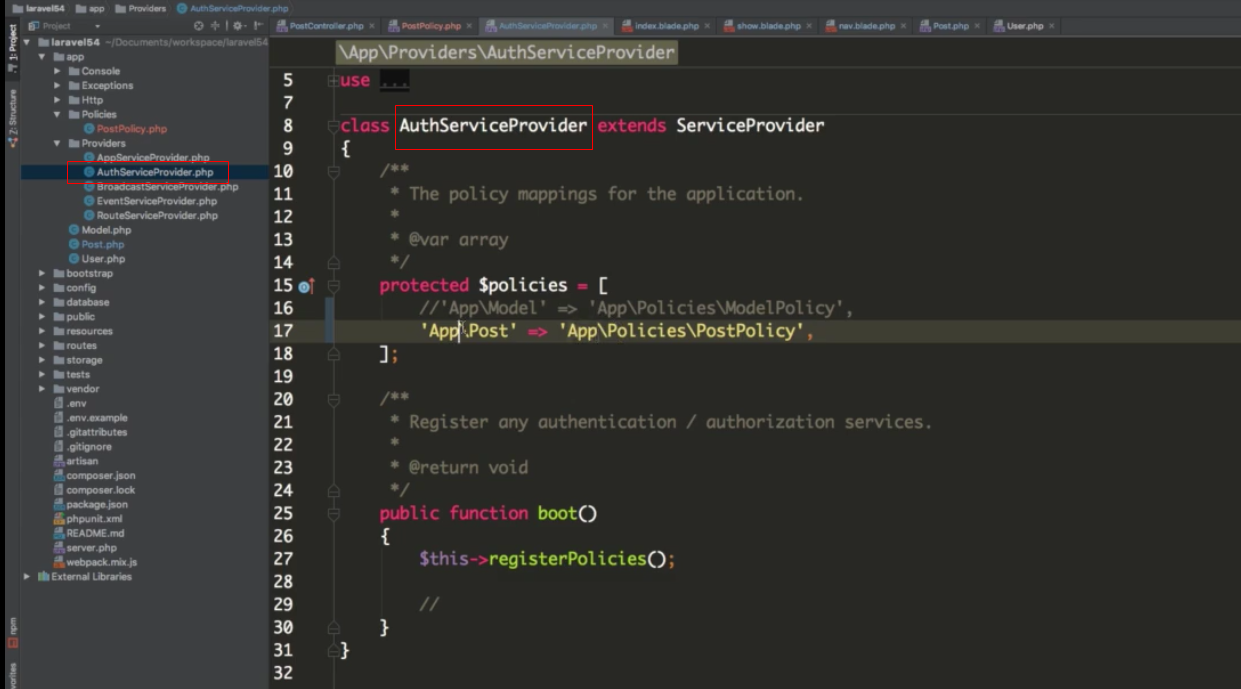 laravel54 app Providers AuthServiceProvider.php
Project
PostController.php PostPolicy.php AuthServiceProvider.php index.blade.php show.blade.php nav.blade.php Post.php User.php
1: Project
Z: Structure
npm
laravel54 ~/Documents/workspace/laravel54
app
Console
Exceptions
Http
Policies
PostPolicy.php
Providers
AppServiceProvider.php
AuthServiceProvider.php
BroadcastServiceProvider.php
EventServiceProvider.php
RouteServiceProvider.php
Model.php
Post.php
User.php
bootstrap
config
database
public
resources
routes
storage
tests
vendor
.env
.env.example
.gitattributes
.gitignore
artisan
composer.json
composer.lock
package.json
phpunit.xml
README.md
server.php
webpack.mix.js
External Libraries
\App\Providers\AuthServiceProvider
5 use ...
7
8 class AuthServiceProvider extends ServiceProvider
9 {
10 /**
11 * The policy mappings for the application.
12 *
13 * @var array
14 */
15 protected $policies = [
16 //'App\Model' => 'App\Policies\ModelPolicy',
17 'App\Post' => 'App\Policies\PostPolicy',
18 ];
19
20 /**
21 * Register any authentication / authorization services.
22 *
23 * @return void
24 */
25 public function boot()
26 {
27 $this->registerPolicies();
28
29 //
30 }
31 }
32